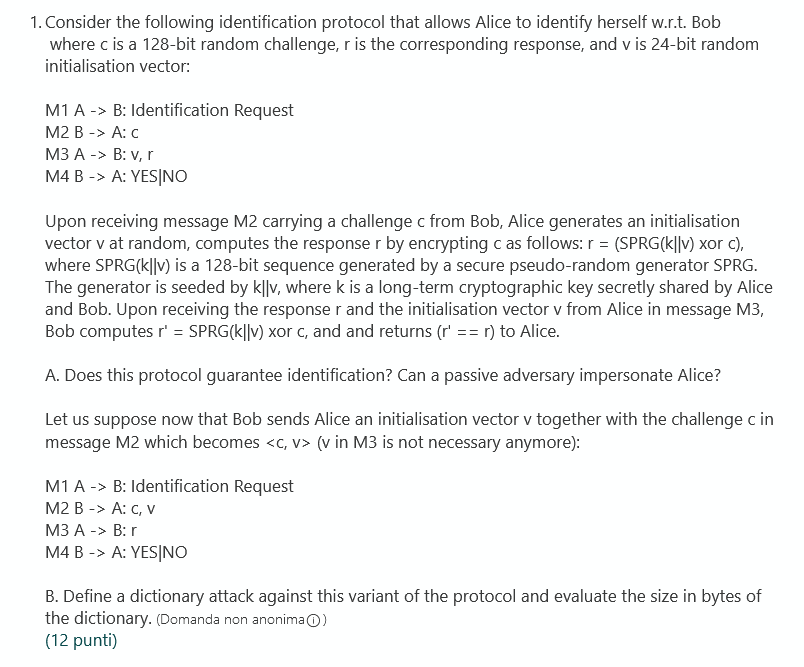 1. Consider the following identification protocol that allows Alice to identify herself w.r.t. Bob
where c is a 128-bit random challenge, r is the corresponding response, and v is 24-bit random
initialisation vector:
M1 A -> B: Identification Request
M2 B -> A: c
M3 A -> B: v, r
M4 B -> A: YES|NO
Upon receiving message M2 carrying a challenge c from Bob, Alice generates an initialisation
vector v at random, computes the response r by encrypting c as follows: r = (SPRG(k||v) xor c),
where SPRG(k||v) is a 128-bit sequence generated by a secure pseudo-random generator SPRG.
The generator is seeded by k||v, where k is a long-term cryptographic key secretly shared by Alice
and Bob. Upon receiving the response r and the initialisation vector v from Alice in message M3,
Bob computes r' = SPRG(k||v) xor c, and and returns (r' == r) to Alice.
A. Does this protocol guarantee identification? Can a passive adversary impersonate Alice?
Let us suppose now that Bob sends Alice an initialisation vector v together with the challenge c in
message M2 which becomes <c, v> (v in M3 is not necessary anymore):
M1 A -> B: Identification Request
M2 B -> A: c, v
M3 A -> B: r
M4 B -> A: YES|NO
B. Define a dictionary attack against this variant of the protocol and evaluate the size in bytes of
the dictionary. (Domanda non anonima)
(12 punti)